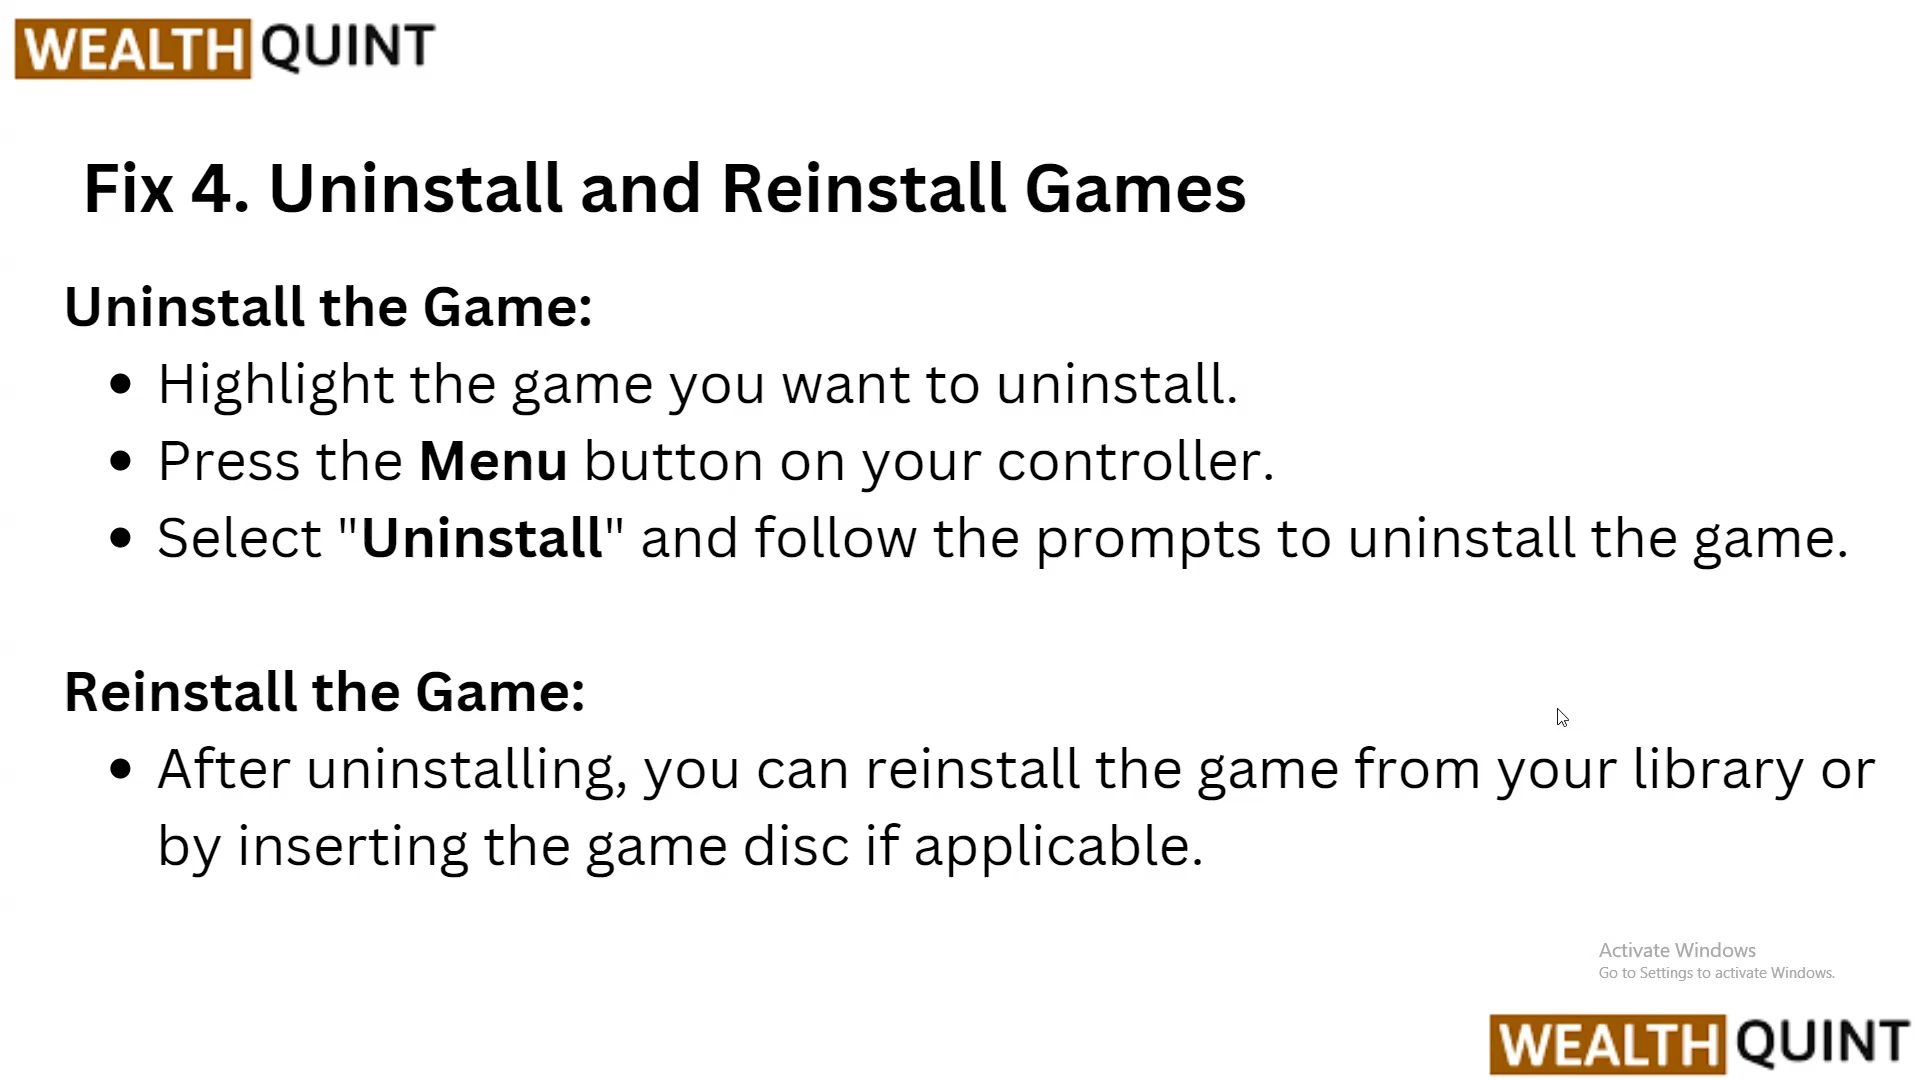 WEALTH QUINT
Fix 4. Uninstall and Reinstall Games
Uninstall the Game:
• Highlight the game you want to uninstall.
• Press the Menu button on your controller.
• Select "Uninstall" and follow the prompts to uninstall the game.
Reinstall the Game:
• After uninstalling, you can reinstall the game from your library or
by inserting the game disc if applicable.
Activate Windows
Go to Settings to activate Windows.
WEALTH QUINT